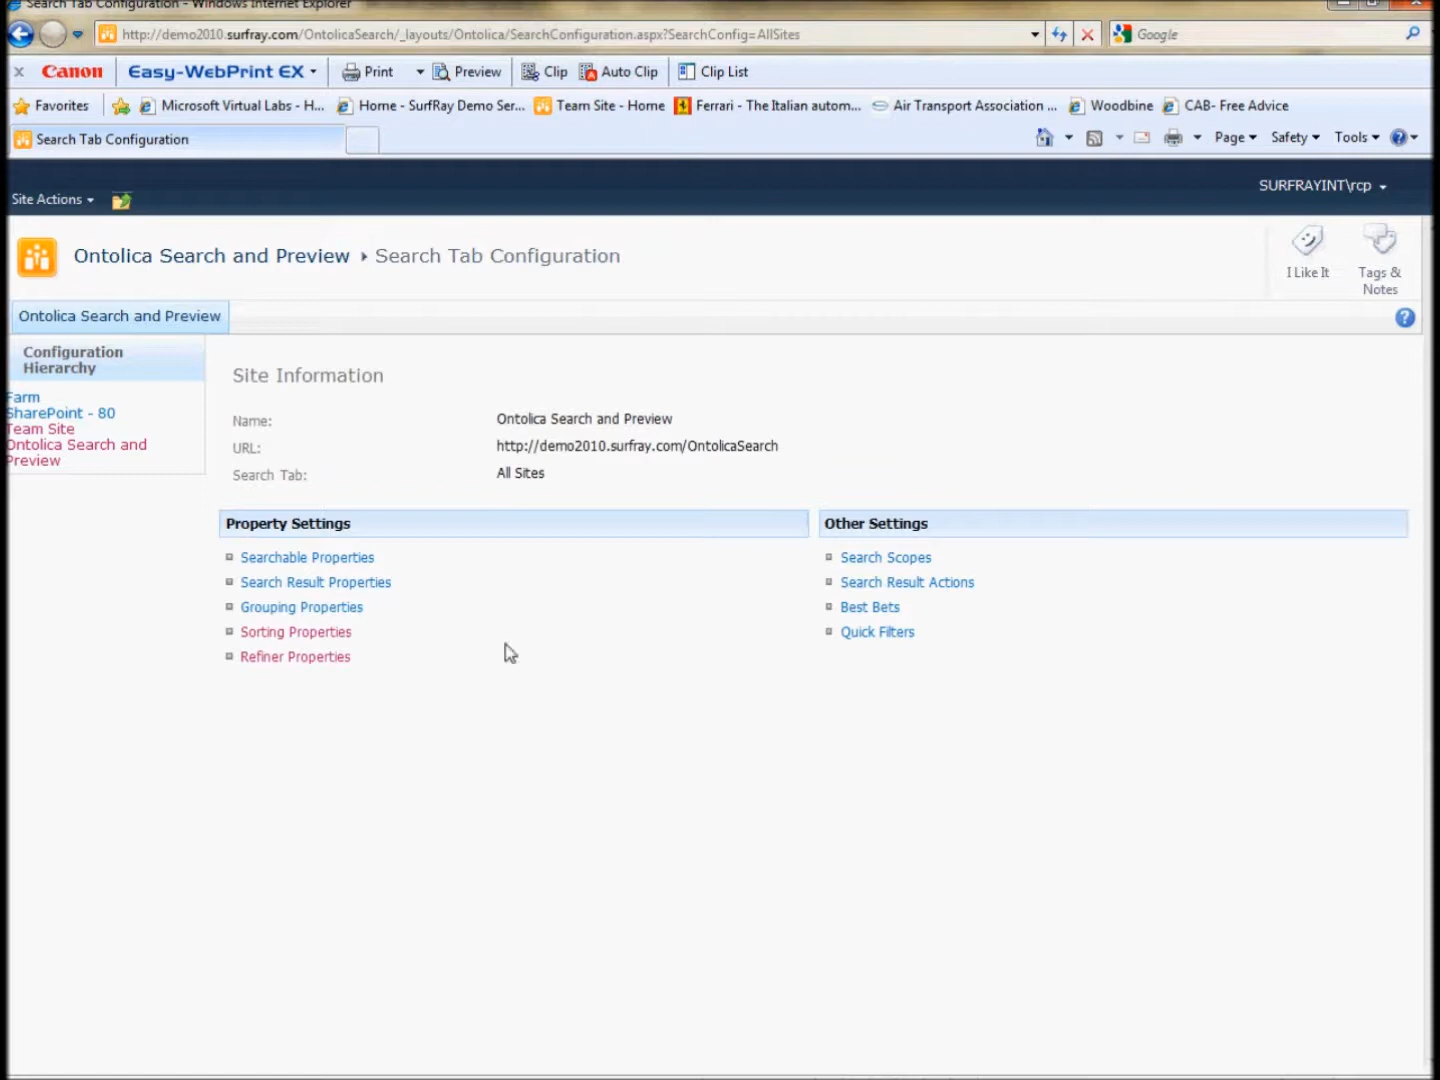 Search Tab Configuration - Windows Internet Explorer
http://demo2010.surfray.com/OntolicaSearch/_layouts/Ontolica/SearchConfiguration.aspx?SearchConfig=AllSites
Google
x Canon Easy-WebPrint EX Print Preview Clip Auto Clip Clip List
Favorites Microsoft Virtual Labs - H... Home - SurfRay Demo Ser... Team Site - Home Ferrari - The Italian autom... Air Transport Association ... Woodbine CAB- Free Advice
Search Tab Configuration
Page Safety Tools
SURFRAYINT\rcp
Site Actions
Ontolica Search and Preview Search Tab Configuration
I Like It
Tags &
Notes
Ontolica Search and Preview
Configuration
Hierarchy
Farm
SharePoint - 80
Team Site
Ontolica Search and
Preview
Site Information
Name: Ontolica Search and Preview
URL: http://demo2010.surfray.com/OntolicaSearch
Search Tab: All Sites
Property Settings
Searchable Properties
Search Result Properties
Grouping Properties
Sorting Properties
Refiner Properties
Other Settings
Search Scopes
Search Result Actions
Best Bets
Quick Filters